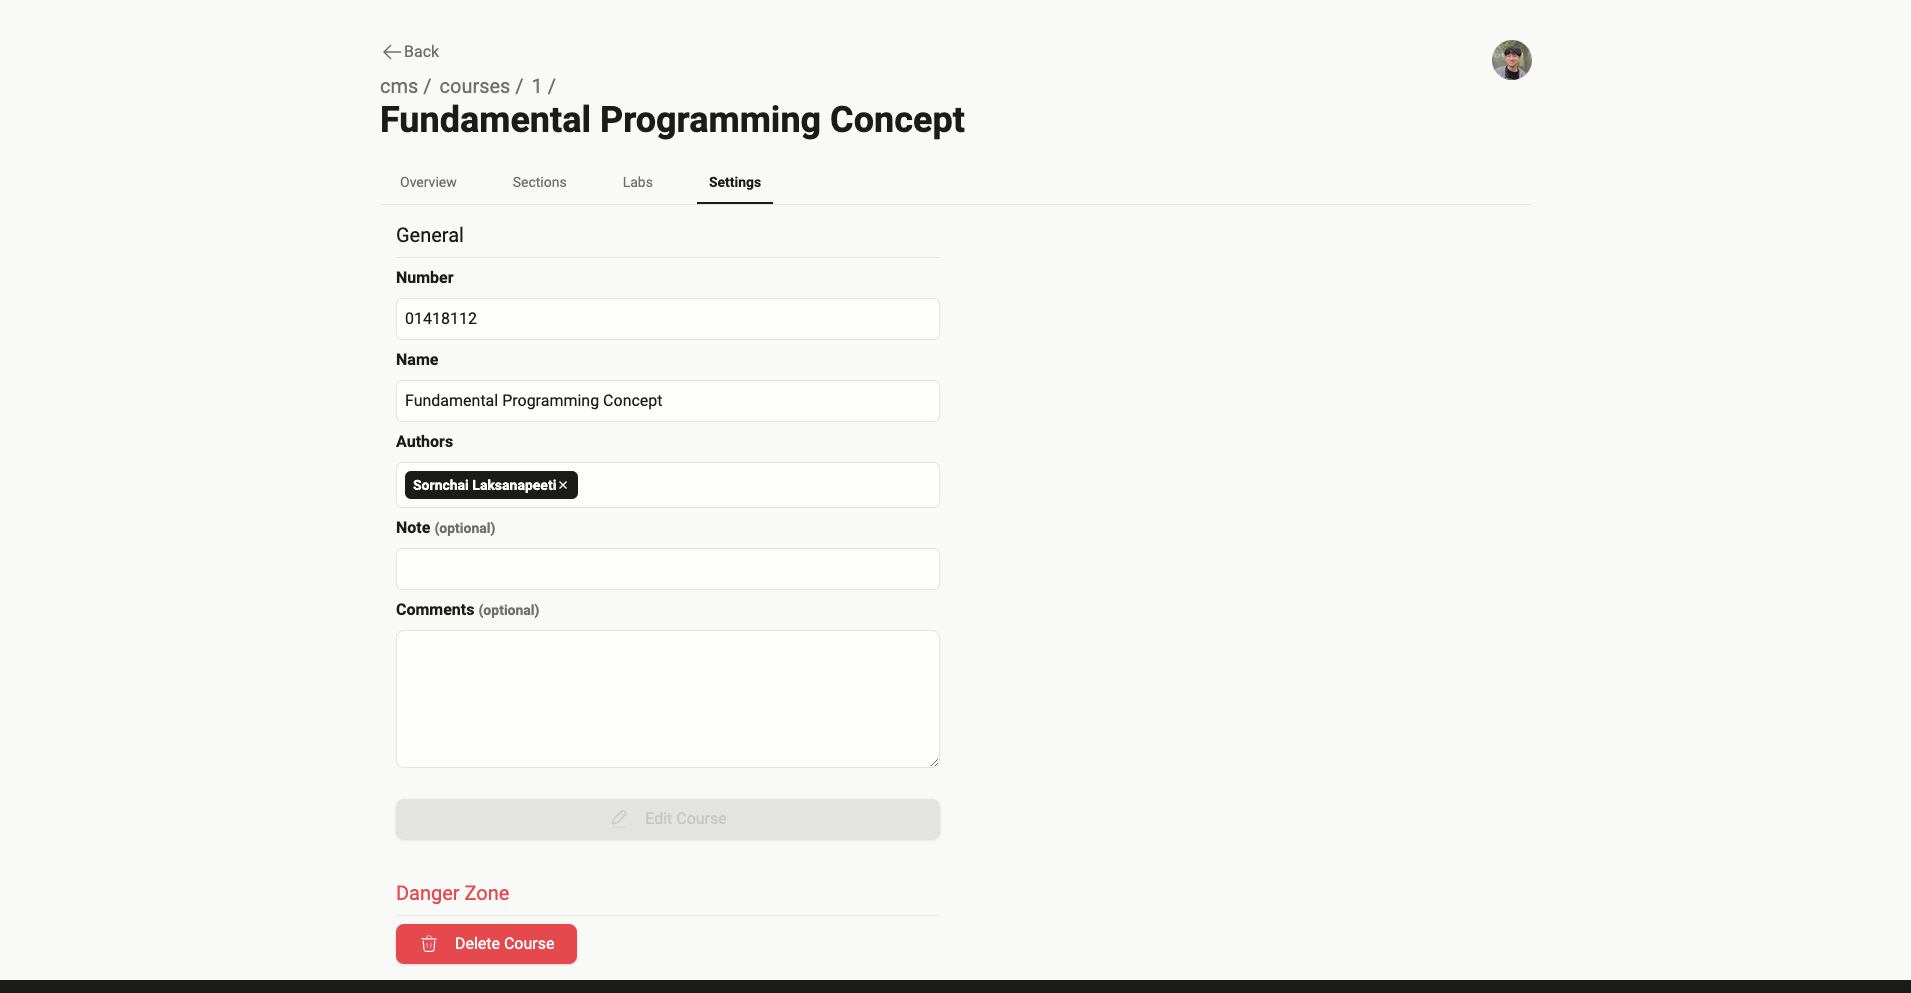 Back
cms / courses / 1 /
Fundamental Programming Concept
Overview Sections Labs Settings
General
Number
01418112
Name
Fundamental Programming Concept
Authors
Sornchai Laksanapeeti ×
Note (optional)
Comments (optional)
Edit Course
Danger Zone
Delete Course